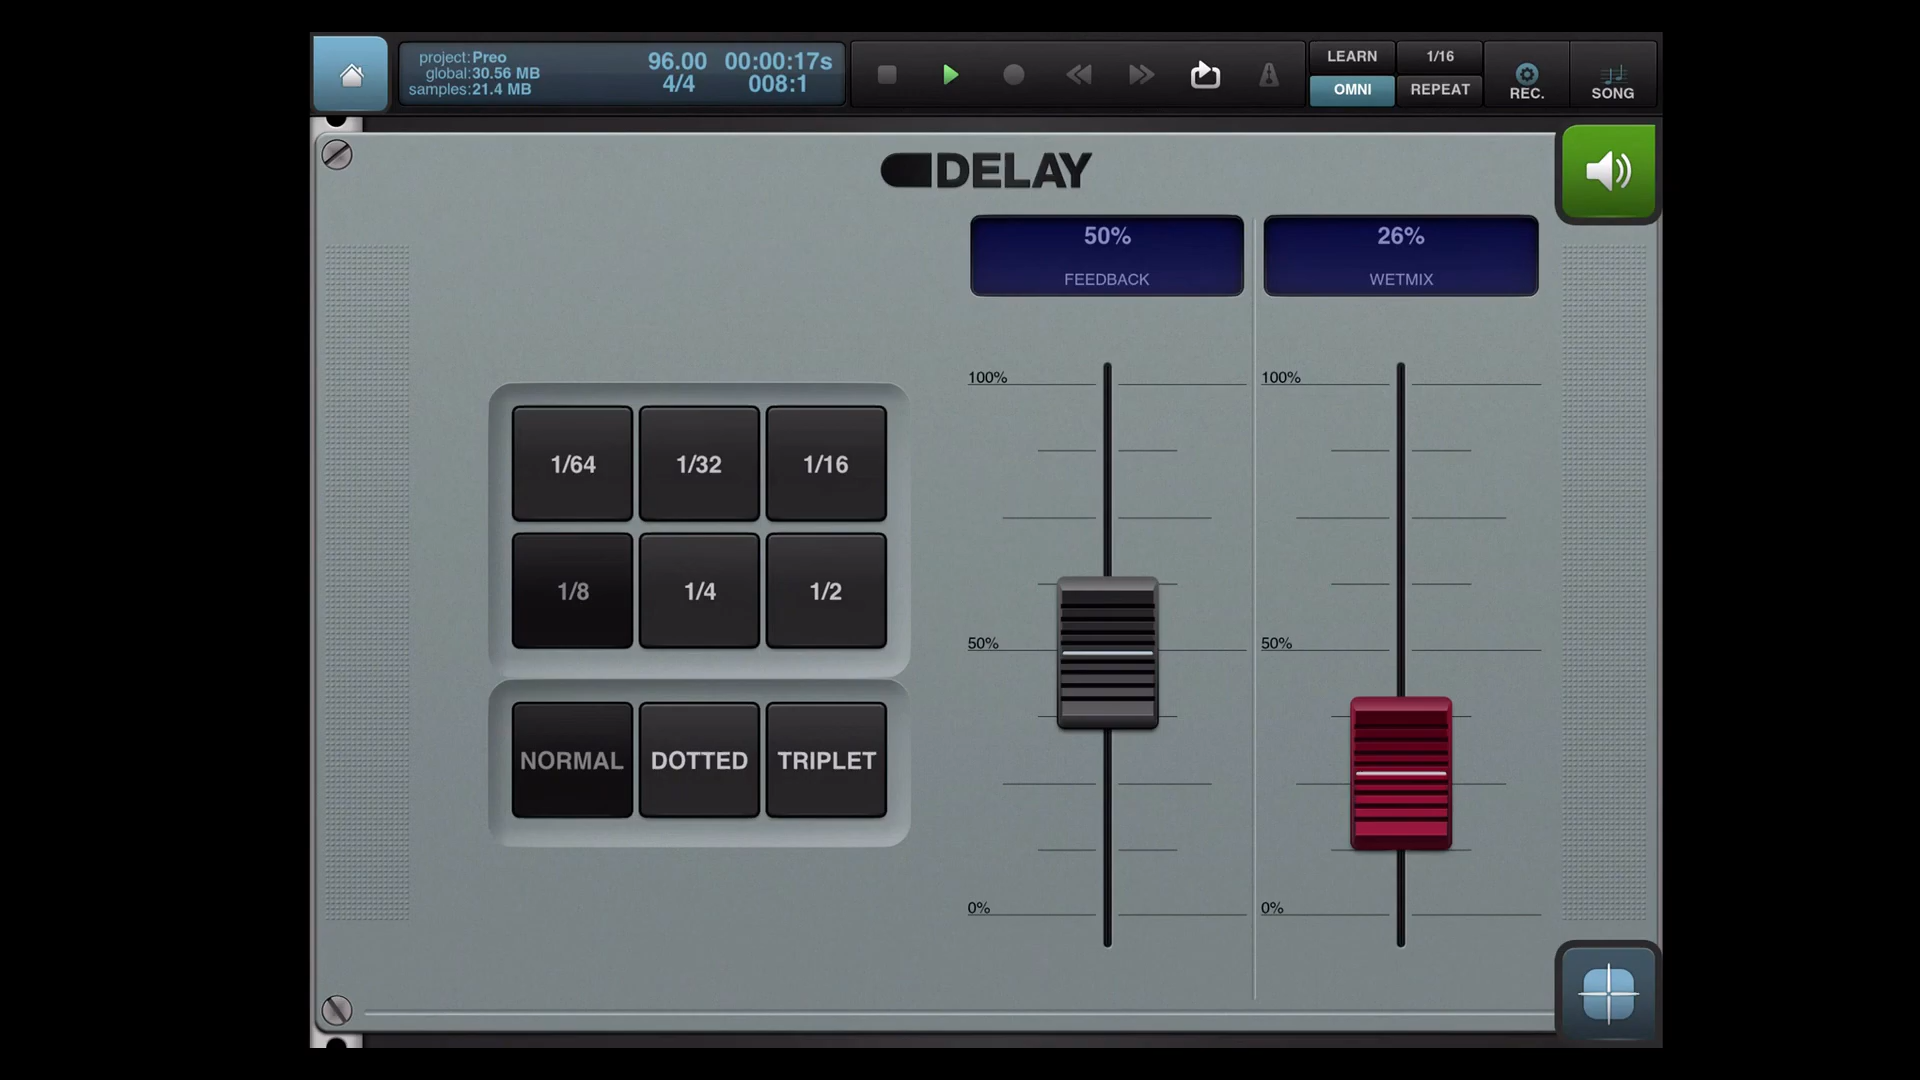 project: Preo
global: 30.56 MB
samples: 21.4 MB
96.00 00:00:17s
4/4 008:1
LEARN
OMNI
1/16
REPEAT
REC.
SONG
DELAY
50%
FEEDBACK
26%
WETMIX
1/64 1/32 1/16
1/8 1/4 1/2
NORMAL DOTTED TRIPLET
100%
50%
0%
100%
50%
0%